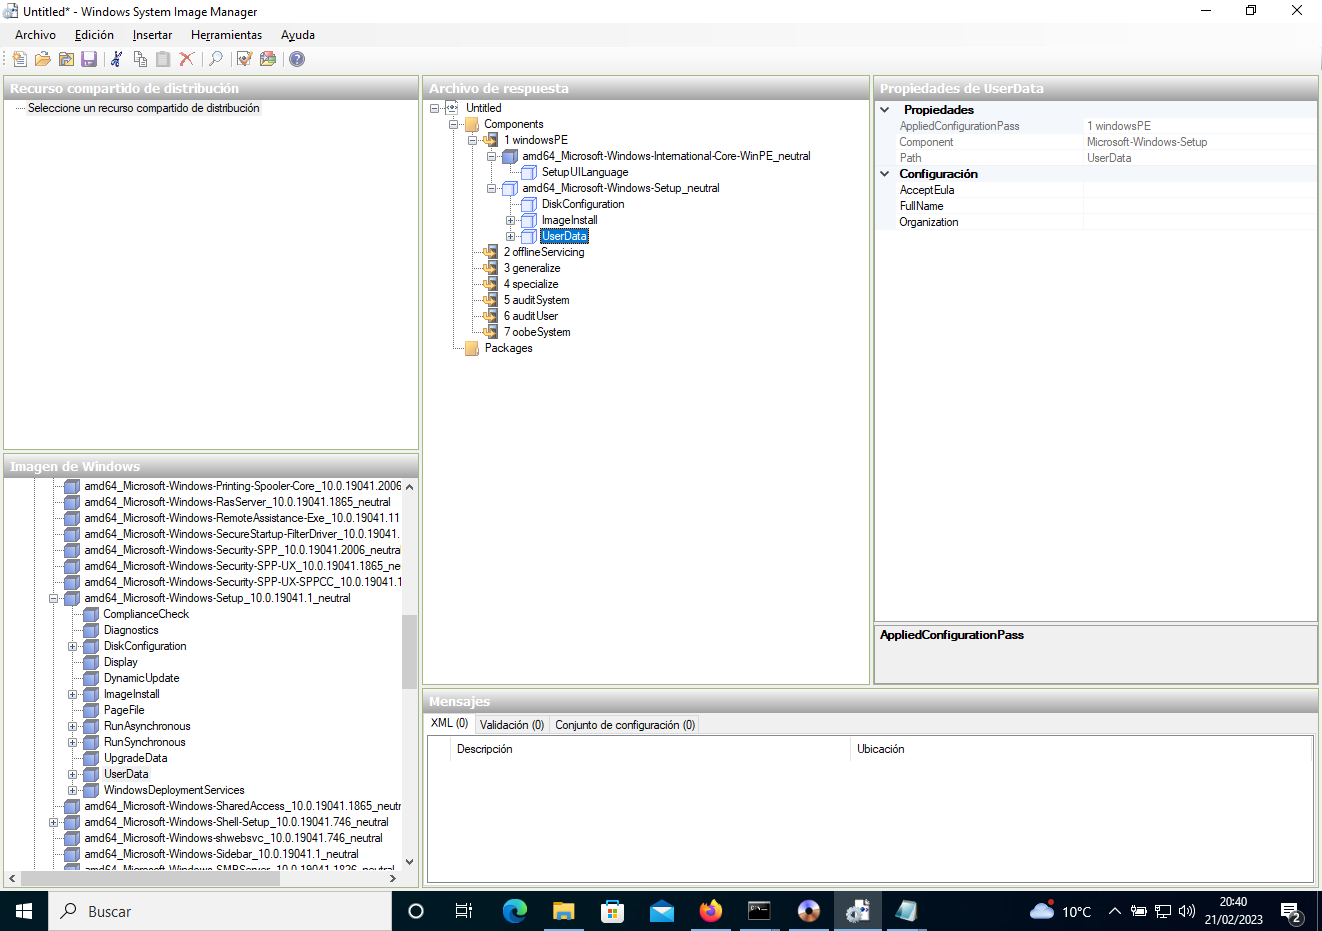 Untitled* - Windows System Image Manager
Archivo Edición Insertar Herramientas Ayuda
Recurso compartido de distribución
Seleccione un recurso compartido de distribución
Archivo de respuesta
Untitled
Components
1 windowsPE
amd64_Microsoft-Windows-International-Core-WinPE_neutral
SetupUILanguage
amd64_Microsoft-Windows-Setup_neutral
DiskConfiguration
ImageInstall
UserData
2 offlineServicing
3 generalize
4 specialize
5 auditSystem
6 auditUser
7 oobeSystem
Packages
Propiedades de UserData
Propiedades
AppliedConfigurationPass 1 windowsPE
Component Microsoft-Windows-Setup
Path UserData
Configuración
AcceptEula
FullName
Organization
AppliedConfigurationPass
Imagen de Windows
amd64_Microsoft-Windows-Printing-Spooler-Core_10.0.19041.2006
amd64_Microsoft-Windows-RasServer_10.0.19041.1865_neutral
amd64_Microsoft-Windows-RemoteAssistance-Exe_10.0.19041.11
amd64_Microsoft-Windows-SecureStartup-FilterDriver_10.0.19041.
amd64_Microsoft-Windows-Security-SPP_10.0.19041.2006_neutral
amd64_Microsoft-Windows-Security-SPP-UX_10.0.19041.1865_ne
amd64_Microsoft-Windows-Security-SPP-UX-SPPCC_10.0.19041.1
amd64_Microsoft-Windows-Setup_10.0.19041.1_neutral
ComplianceCheck
Diagnostics
DiskConfiguration
Display
DynamicUpdate
ImageInstall
PageFile
RunAsynchronous
RunSynchronous
UpgradeData
UserData
WindowsDeploymentServices
amd64_Microsoft-Windows-SharedAccess_10.0.19041.1865_neutr
amd64_Microsoft-Windows-Shell-Setup_10.0.19041.746_neutral
amd64_Microsoft-Windows-shwebsvc_10.0.19041.746_neutral
amd64_Microsoft-Windows-Sidebar_10.0.19041.1_neutral
amd64_Microsoft-Windows-SMBServer_10.0.19041.1826_neutral
Mensajes
XML (0) Validación (0) Conjunto de configuración (0)
Descripción Ubicación
Buscar
10°C
20:40
21/02/2023
2